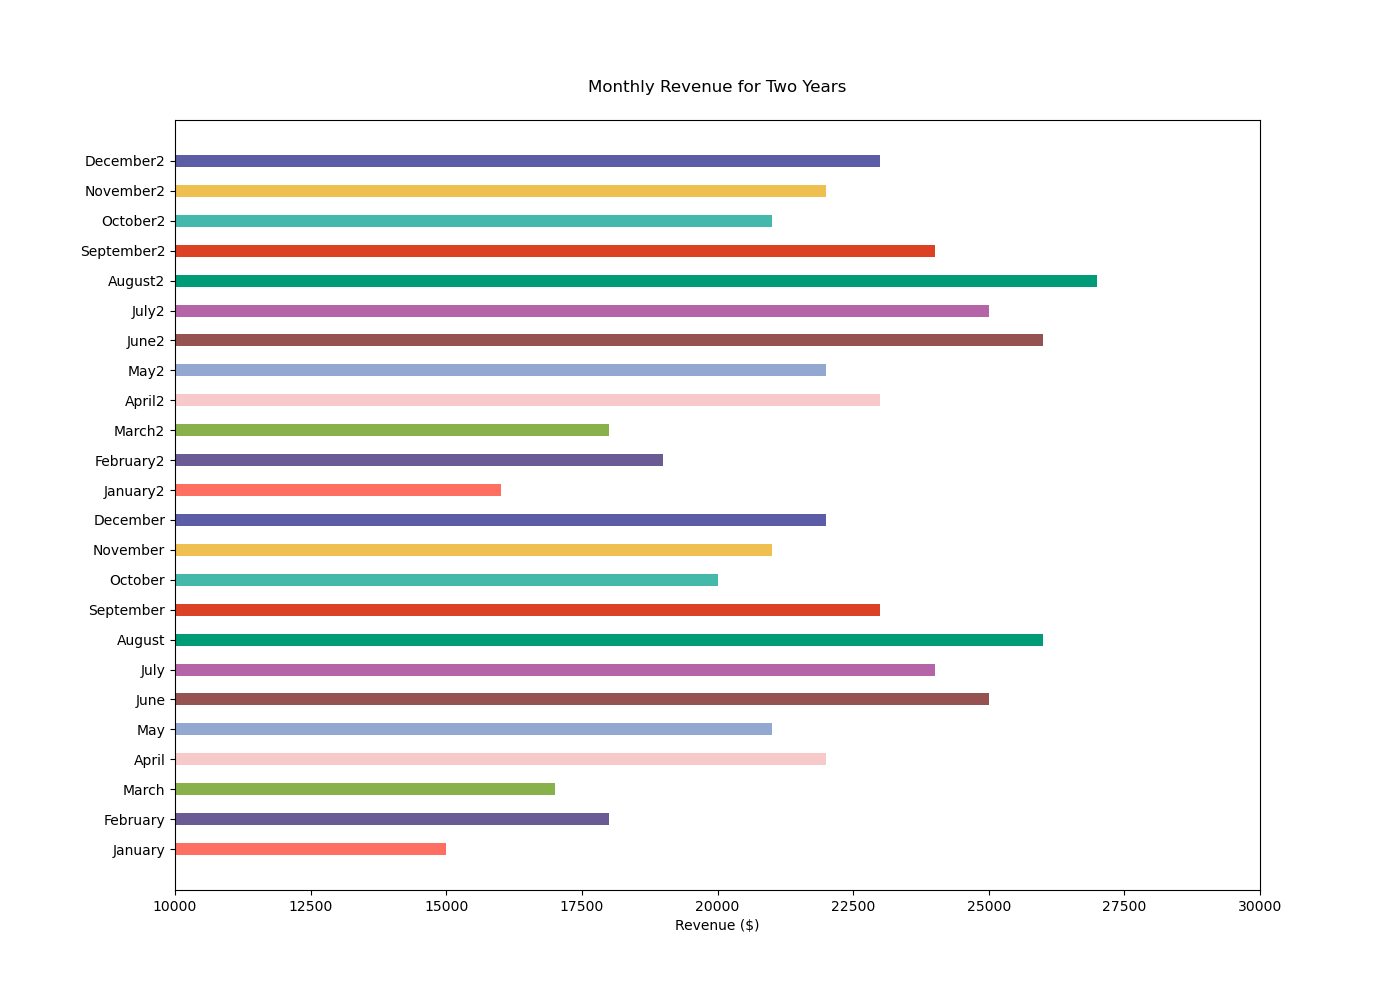 Monthly Revenue for Two Years
December2
November2
October2
September2
August2
July2
June2
May2
April2
March2
February2
January2
December
November
October
September
August
July
June
May
April
March
February
January
10000 12500 15000 17500 20000 22500 25000 27500 30000
Revenue ($)